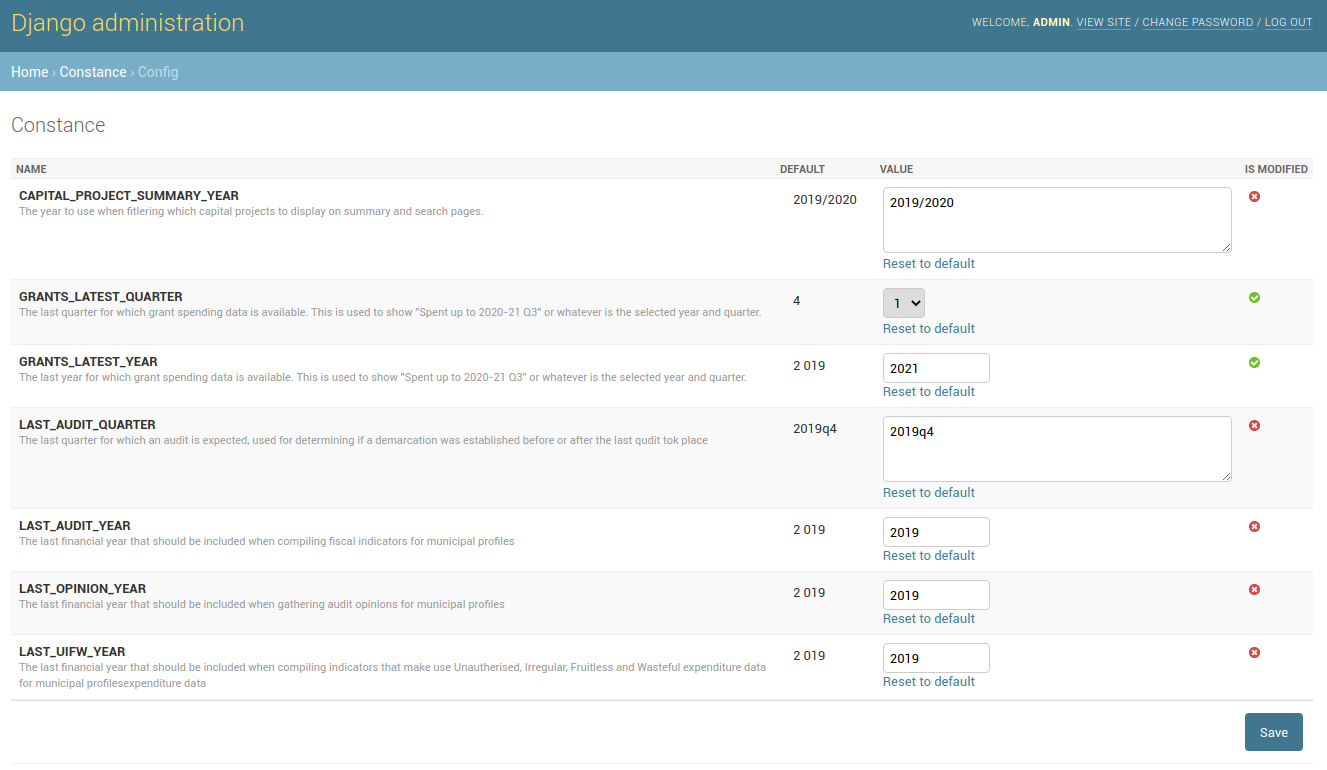 Django administration
WELCOME, ADMIN. VIEW SITE / CHANGE PASSWORD / LOG OUT
Home › Constance › Config
Constance
NAME DEFAULT VALUE IS MODIFIED
CAPITAL_PROJECT_SUMMARY_YEAR
The year to use when fitlering which capital projects to display on summary and search pages.
2019/2020
2019/2020
Reset to default
GRANTS_LATEST_QUARTER
The last quarter for which grant spending data is available. This is used to show "Spent up to 2020-21 Q3" or whatever is the selected year and quarter.
4
1
Reset to default
GRANTS_LATEST_YEAR
The last year for which grant spending data is available. This is used to show "Spent up to 2020-21 Q3" or whatever is the selected year and quarter.
2 019
2021
Reset to default
LAST_AUDIT_QUARTER
The last quarter for which an audit is expected, used for determining if a demarcation was established before or after the last qudit tok place
2019q4
2019q4
Reset to default
LAST_AUDIT_YEAR
The last financial year that should be included when compiling fiscal indicators for municipal profiles
2 019
2019
Reset to default
LAST_OPINION_YEAR
The last financial year that should be included when gathering audit opinions for municipal profiles
2 019
2019
Reset to default
LAST_UIFW_YEAR
The last financial year that should be included when compiling indicators that make use Unautherised, Irregular, Fruitless and Wasteful expenditure data
for municipal profilesexpenditure data
2 019
2019
Reset to default
Save